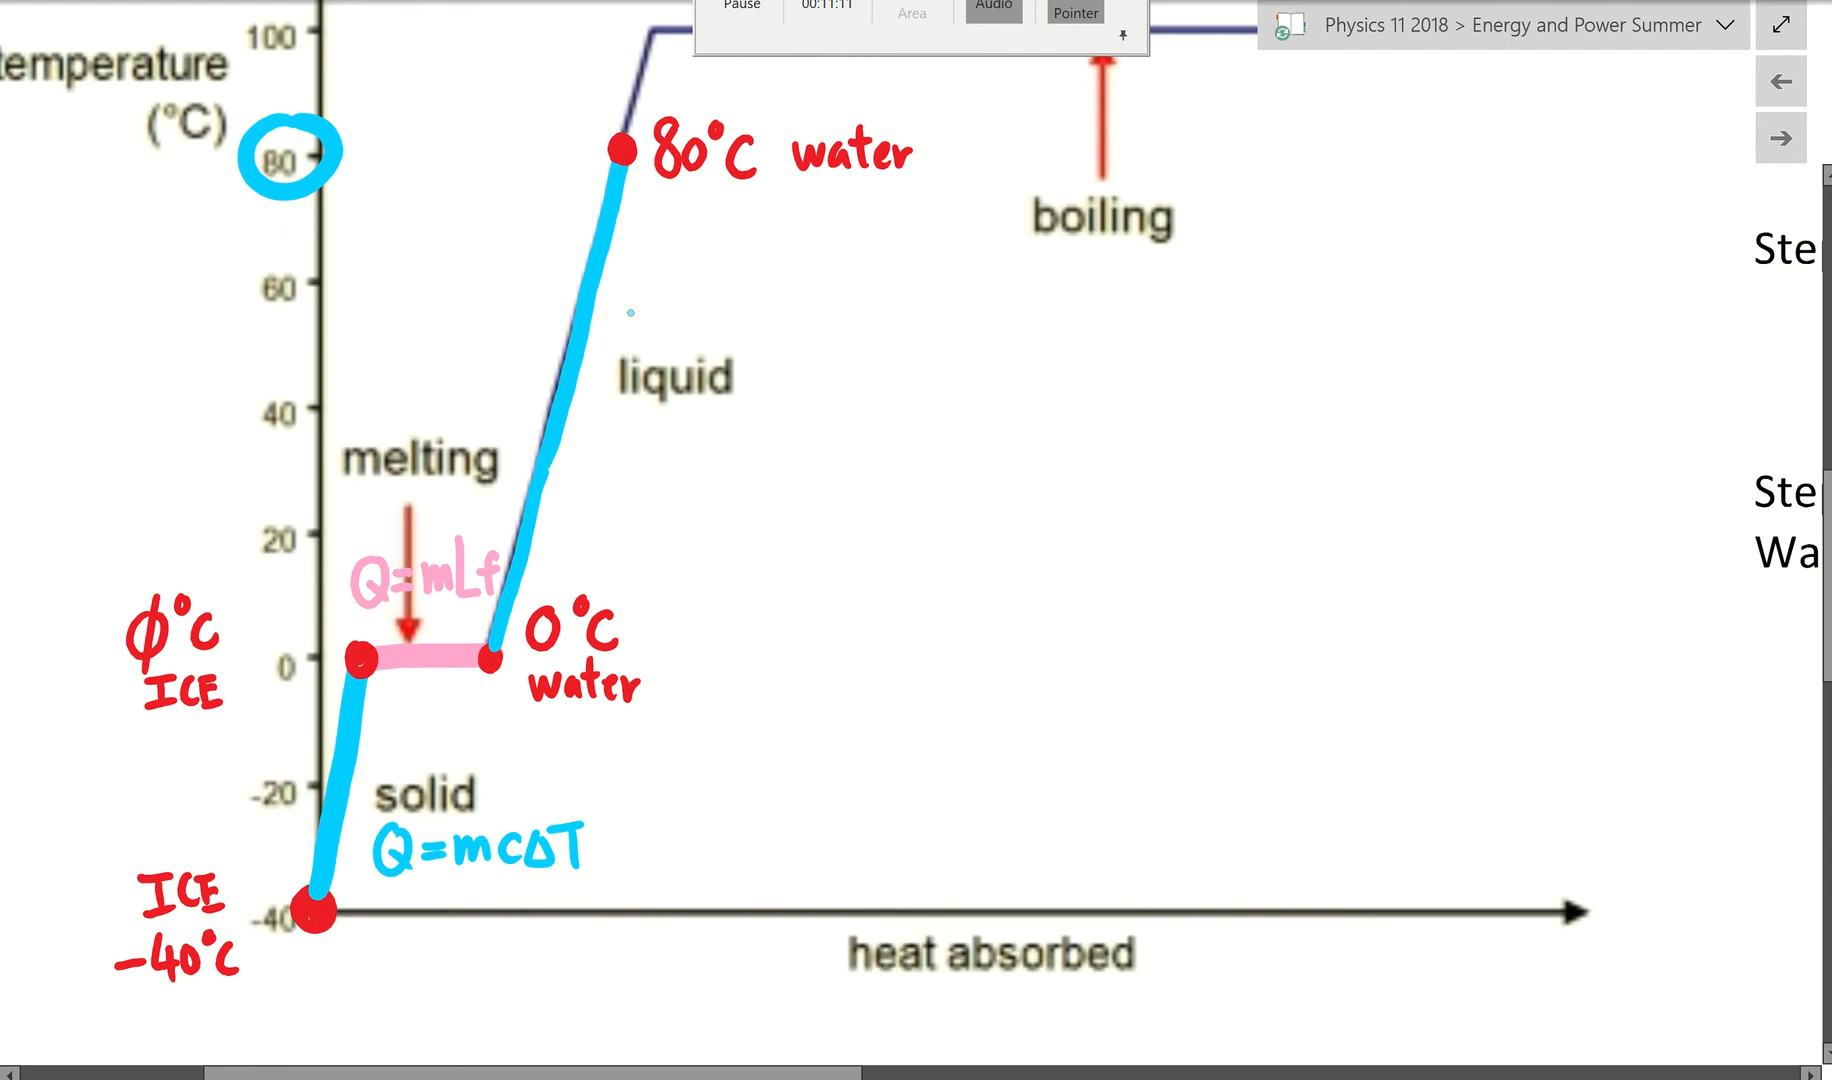 Pause
00:11:11
Area
Audio
Pointer
Physics 11 2018 > Energy and Power Summer
100
temperature
(°C)
80
80°C water
boiling
60
liquid
40
melting
20
Q=mLf
0°C
ICE
0
0°C
water
-20
solid
Q=mcΔT
ICE
-40
-40°C
heat absorbed
Ste
Ste
Wa